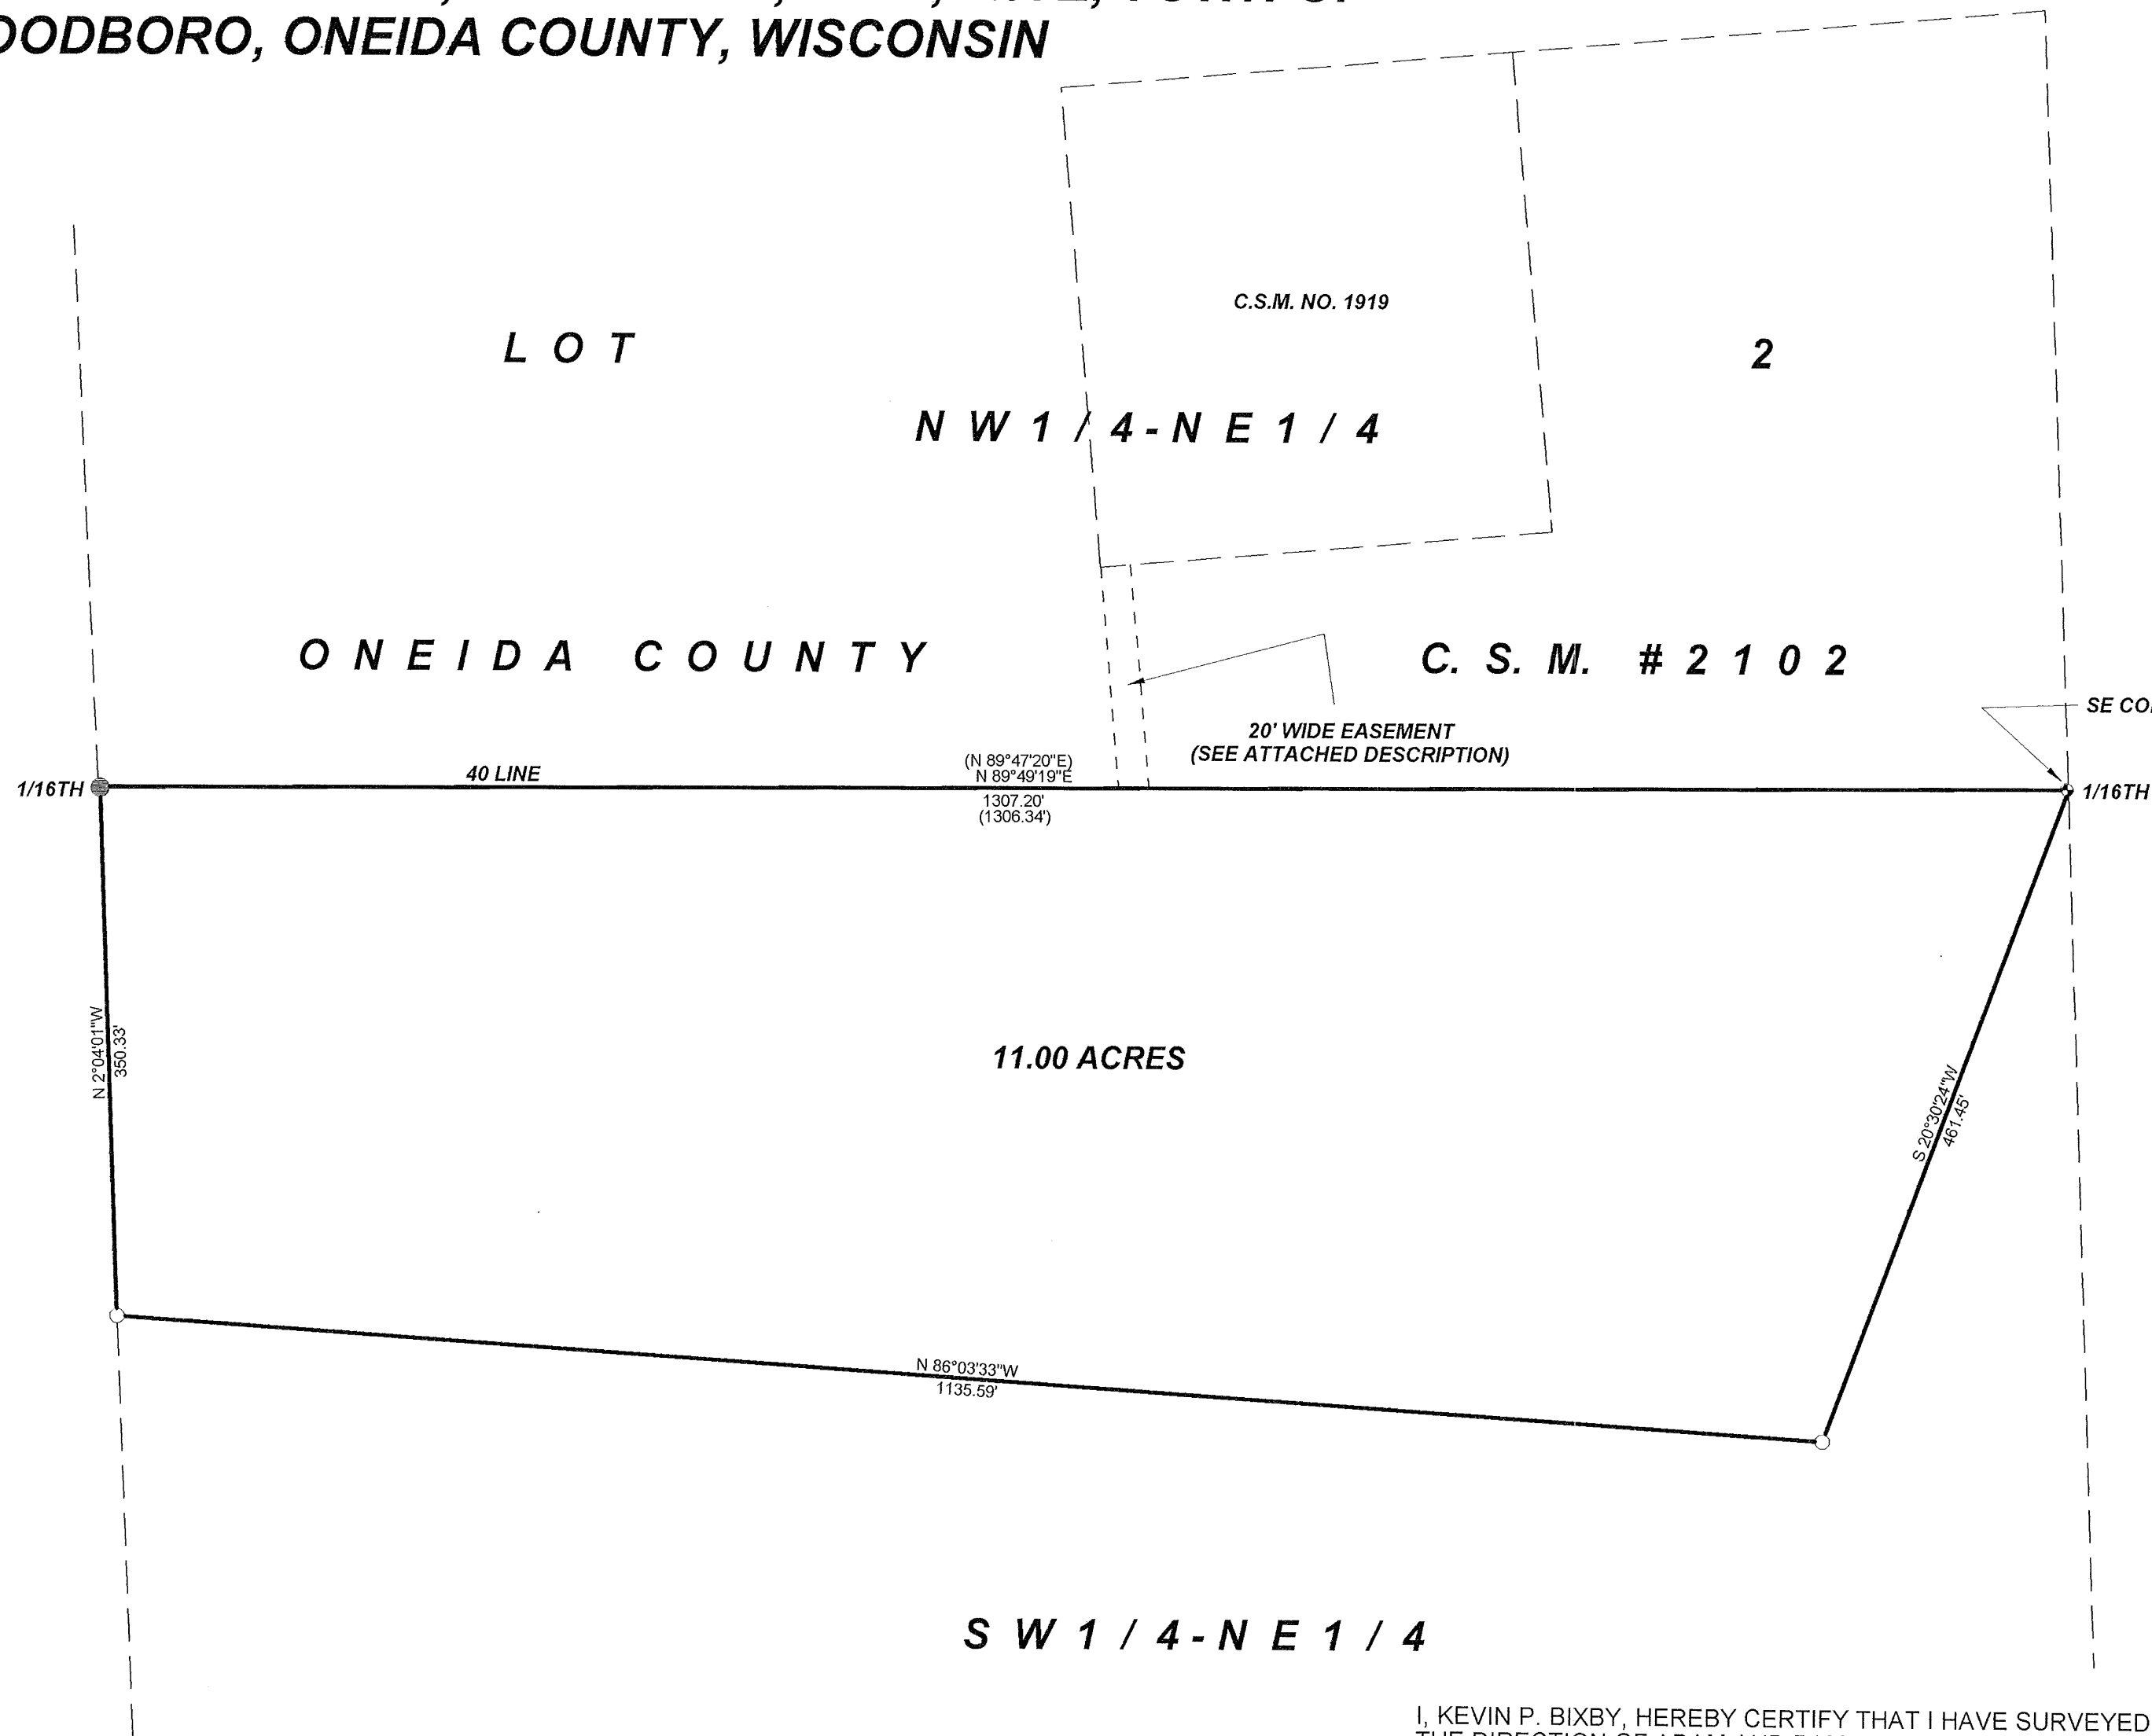 ODBORO, ONEIDA COUNTY, WISCONSIN
C.S.M. NO. 1919
L O T
2
N W 1 / 4 - N E 1 / 4
O N E I D A C O U N T Y
C. S. M. # 2 1 0 2
SE
20' WIDE EASEMENT
(SEE ATTACHED DESCRIPTION)
(N 89°47'20"E)
40 LINE
N 89°49'19"E
1/16TH
1/16TH
1307.20'
(1306.34')
N 2°04'01"W
350.33'
11.00 ACRES
S 20°30'24"W
461.45'
N 86°03'33"W
1135.59'
S W 1 / 4 - N E 1 / 4
I, KEVIN P. BIXBY, HEREBY CERTIFY THAT I HAVE SURVEYED